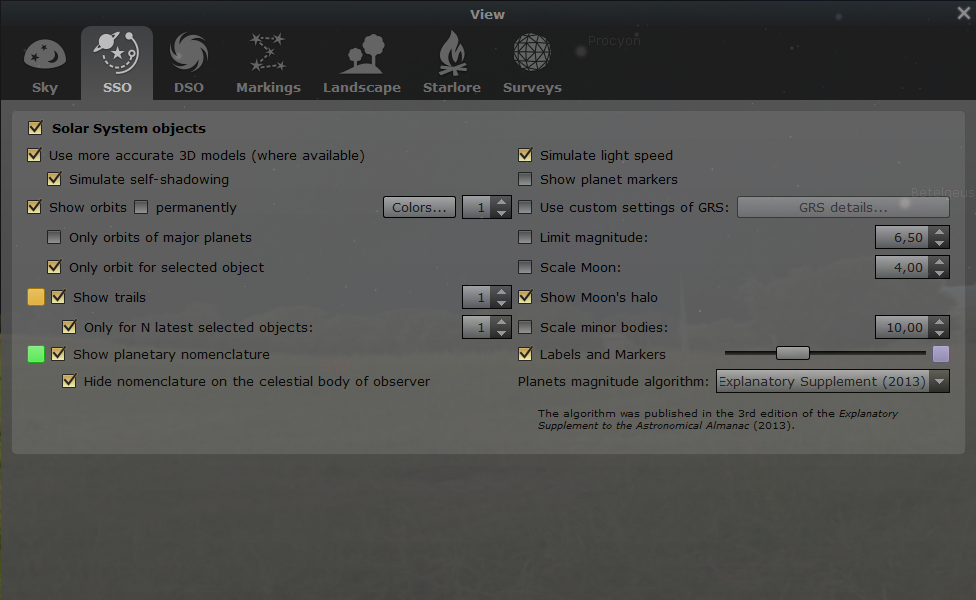 View
Procyon
Sky SSO DSO Markings Landscape Starlore Surveys
Solar System objects
Use more accurate 3D models (where available)
Simulate self-shadowing
Show orbits permanently Colors... 1
Only orbits of major planets
Only orbit for selected object
Show trails 1
Only for N latest selected objects: 1
Show planetary nomenclature
Hide nomenclature on the celestial body of observer
Simulate light speed
Show planet markers
Betelgeus
Use custom settings of GRS: GRS details...
Limit magnitude: 6,50
Scale Moon: 4,00
Show Moon's halo
Scale minor bodies: 10,00
Labels and Markers
Planets magnitude algorithm: Explanatory Supplement (2013)
The algorithm was published in the 3rd edition of the Explanatory
Supplement to the Astronomical Almanac (2013).